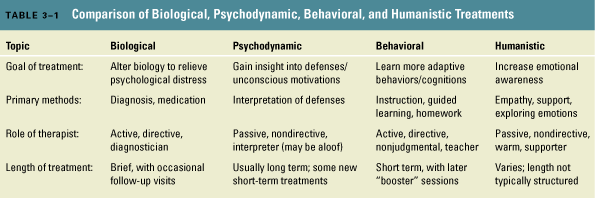 TABLE 3–1 Comparison of Biological, Psychodynamic, Behavioral, and Humanistic Treatments
Topic Biological Psychodynamic Behavioral Humanistic
Goal of treatment: Alter biology to relieve Gain insight into defenses/ Learn more adaptive Increase emotional
psychological distress unconscious motivations behaviors/cognitions awareness
Primary methods: Diagnosis, medication Interpretation of defenses Instruction, guided Empathy, support,
learning, homework exploring emotions
Role of therapist: Active, directive, Passive, nondirective, Active, directive, Passive, nondirective,
diagnostician interpreter (may be aloof) nonjudgmental, teacher warm, supporter
Length of treatment: Brief, with occasional Usually long term; some new Short term, with later Varies; length not
follow-up visits short-term treatments “booster” sessions typically structured